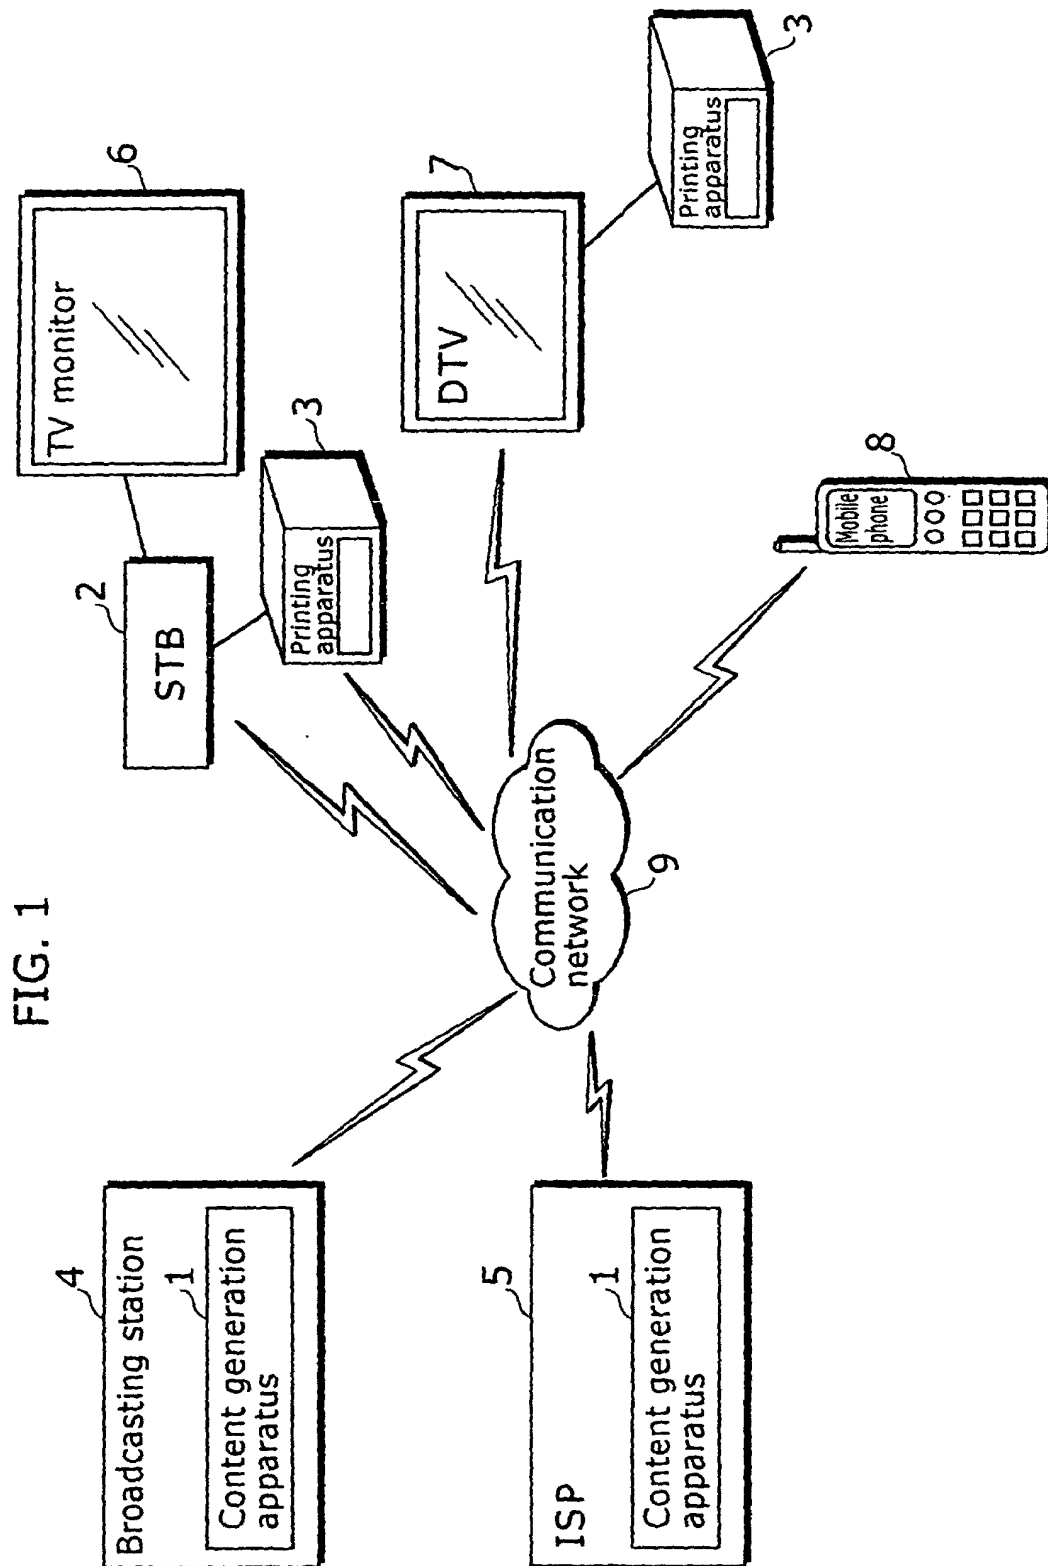 FIG. 1
4
Broadcasting station
1
Content generation
apparatus
5
ISP
1
Content generation
apparatus
Communication
network
9
2
STB
6
TV monitor
3
Printing
apparatus
7
DTV
3
Printing
apparatus
8
Mobile
phone